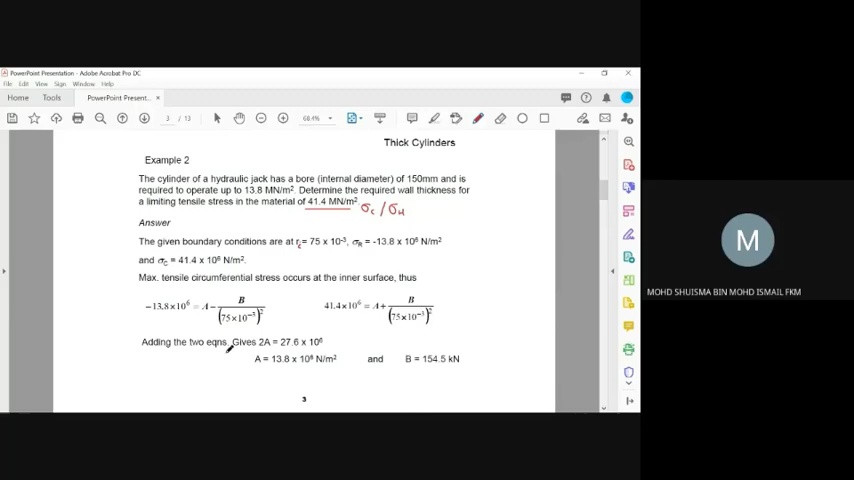 PowerPoint Presentation - Adobe Acrobat Pro DC
File Edit View Sign Window Help
Home Tools PowerPoint Present... ×
3 / 13 68.4%
Thick Cylinders
Example 2
The cylinder of a hydraulic jack has a bore (internal diameter) of 150mm and is
required to operate up to 13.8 MN/m². Determine the required wall thickness for
a limiting tensile stress in the material of 41.4 MN/m² σc / σH
Answer
The given boundary conditions are at r = 75 x 10⁻³, σR = -13.8 x 10⁶ N/m²
and σc = 41.4 x 10⁶ N/m².
Max. tensile circumferential stress occurs at the inner surface, thus
−13.8×10⁶ = A − B/(75×10⁻³)² 41.4×10⁶ = A + B/(75×10⁻³)²
Adding the two eqns. Gives 2A = 27.6 x 10⁶
A = 13.8 x 10⁶ N/m² and B = 154.5 kN
3
M
MOHD SHUISMA BIN MOHD ISMAIL FKM